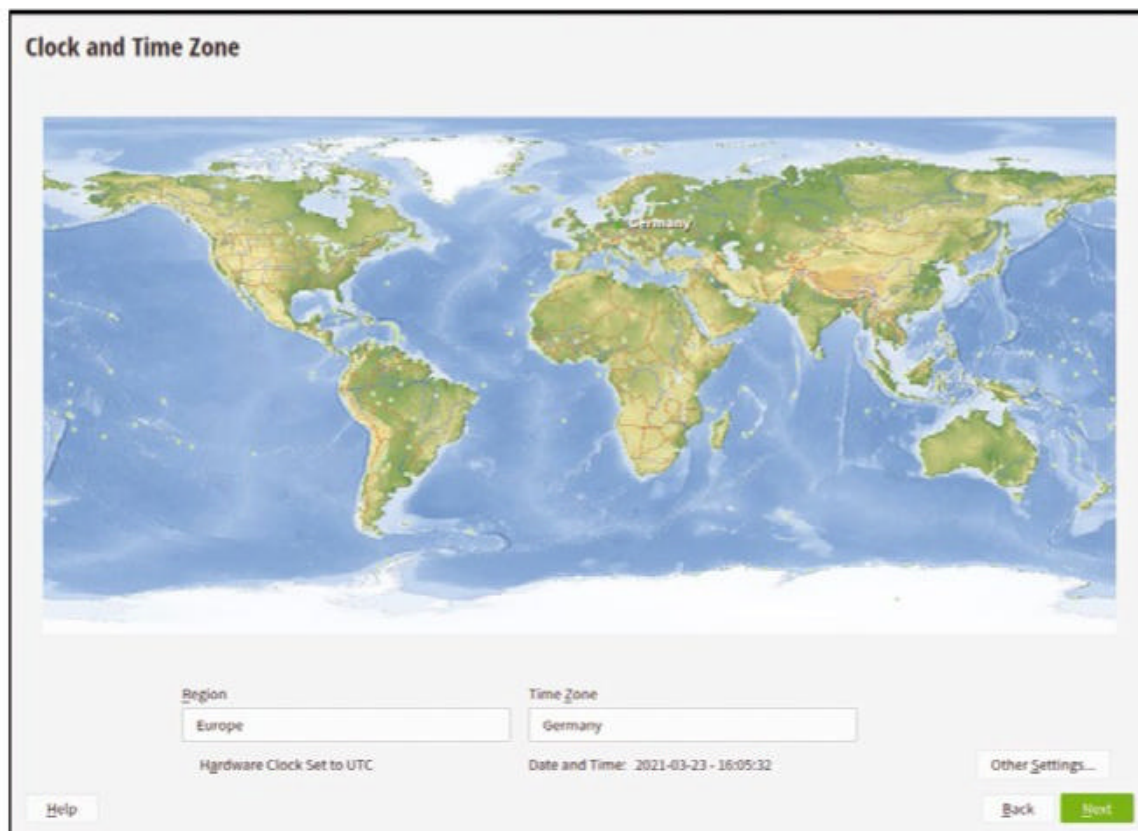 Clock and Time Zone
Germany
Region
Time Zone
Europe
Germany
Hardware Clock Set to UTC
Date and Time: 2021-03-23 - 16:05:32
Other Settings...
Help
Back
Next